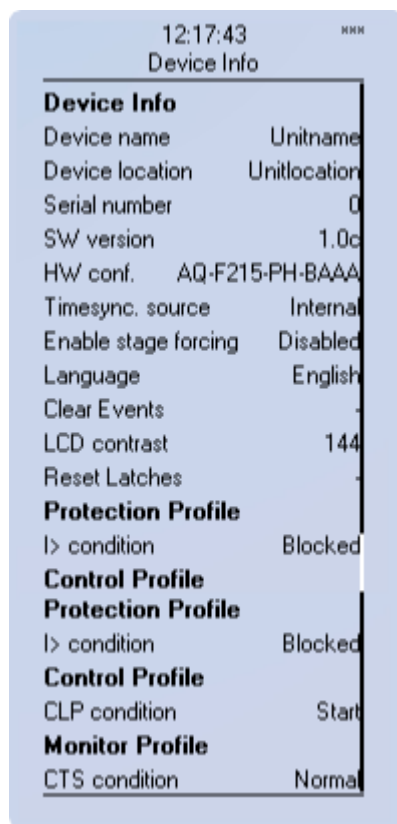 12:17:43
Device Info
Device Info
Device name Unitname
Device location Unitlocation
Serial number 0
SW version 1.0c
HW conf. AQ-F215-PH-BAAA
Timesync. source Internal
Enable stage forcing Disabled
Language English
Clear Events -
LCD contrast 144
Reset Latches -
Protection Profile
I> condition Blocked
Control Profile
Protection Profile
I> condition Blocked
Control Profile
CLP condition Start
Monitor Profile
CTS condition Normal